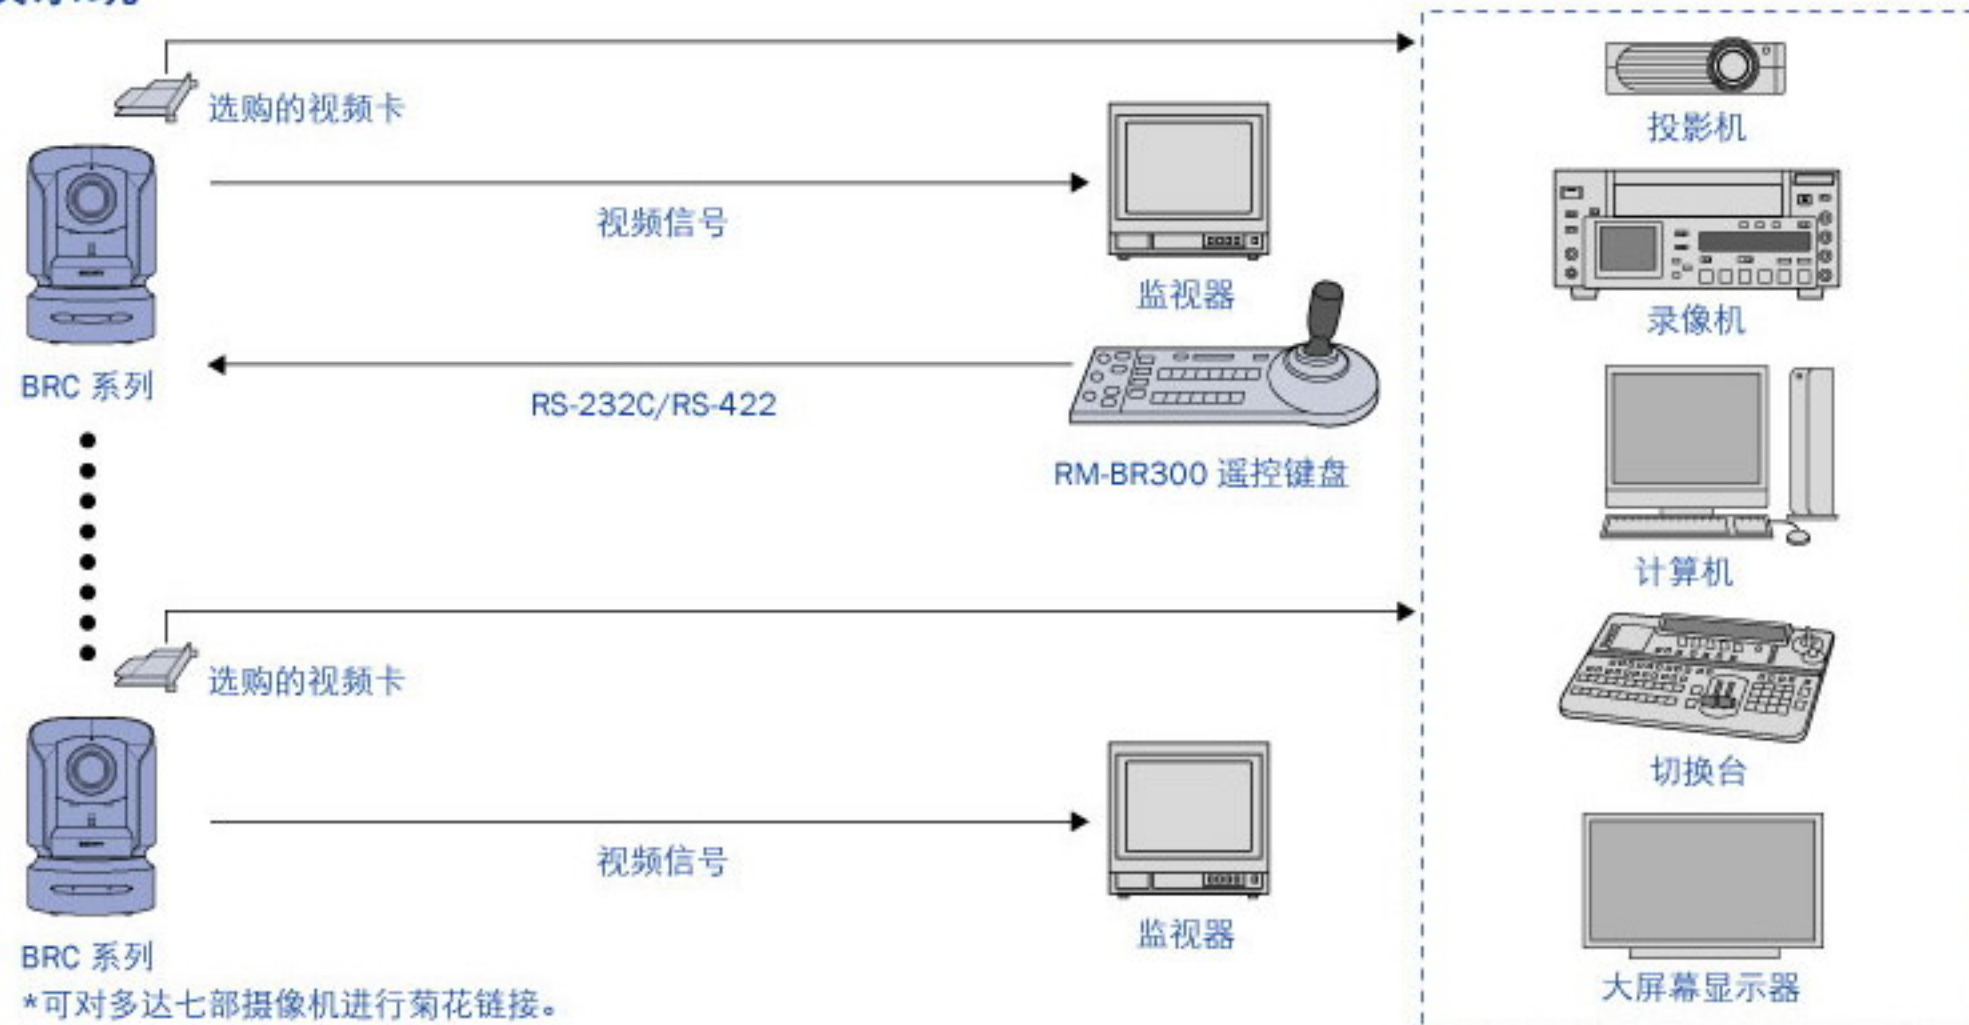 选购的视频卡
视频信号
监视器
BRC 系列
RS-232C/RS-422
RM-BR300 遥控键盘
选购的视频卡
视频信号
监视器
BRC 系列
*可对多达七部摄像机进行菊花链接。
投影机
录像机
计算机
切换台
大屏幕显示器